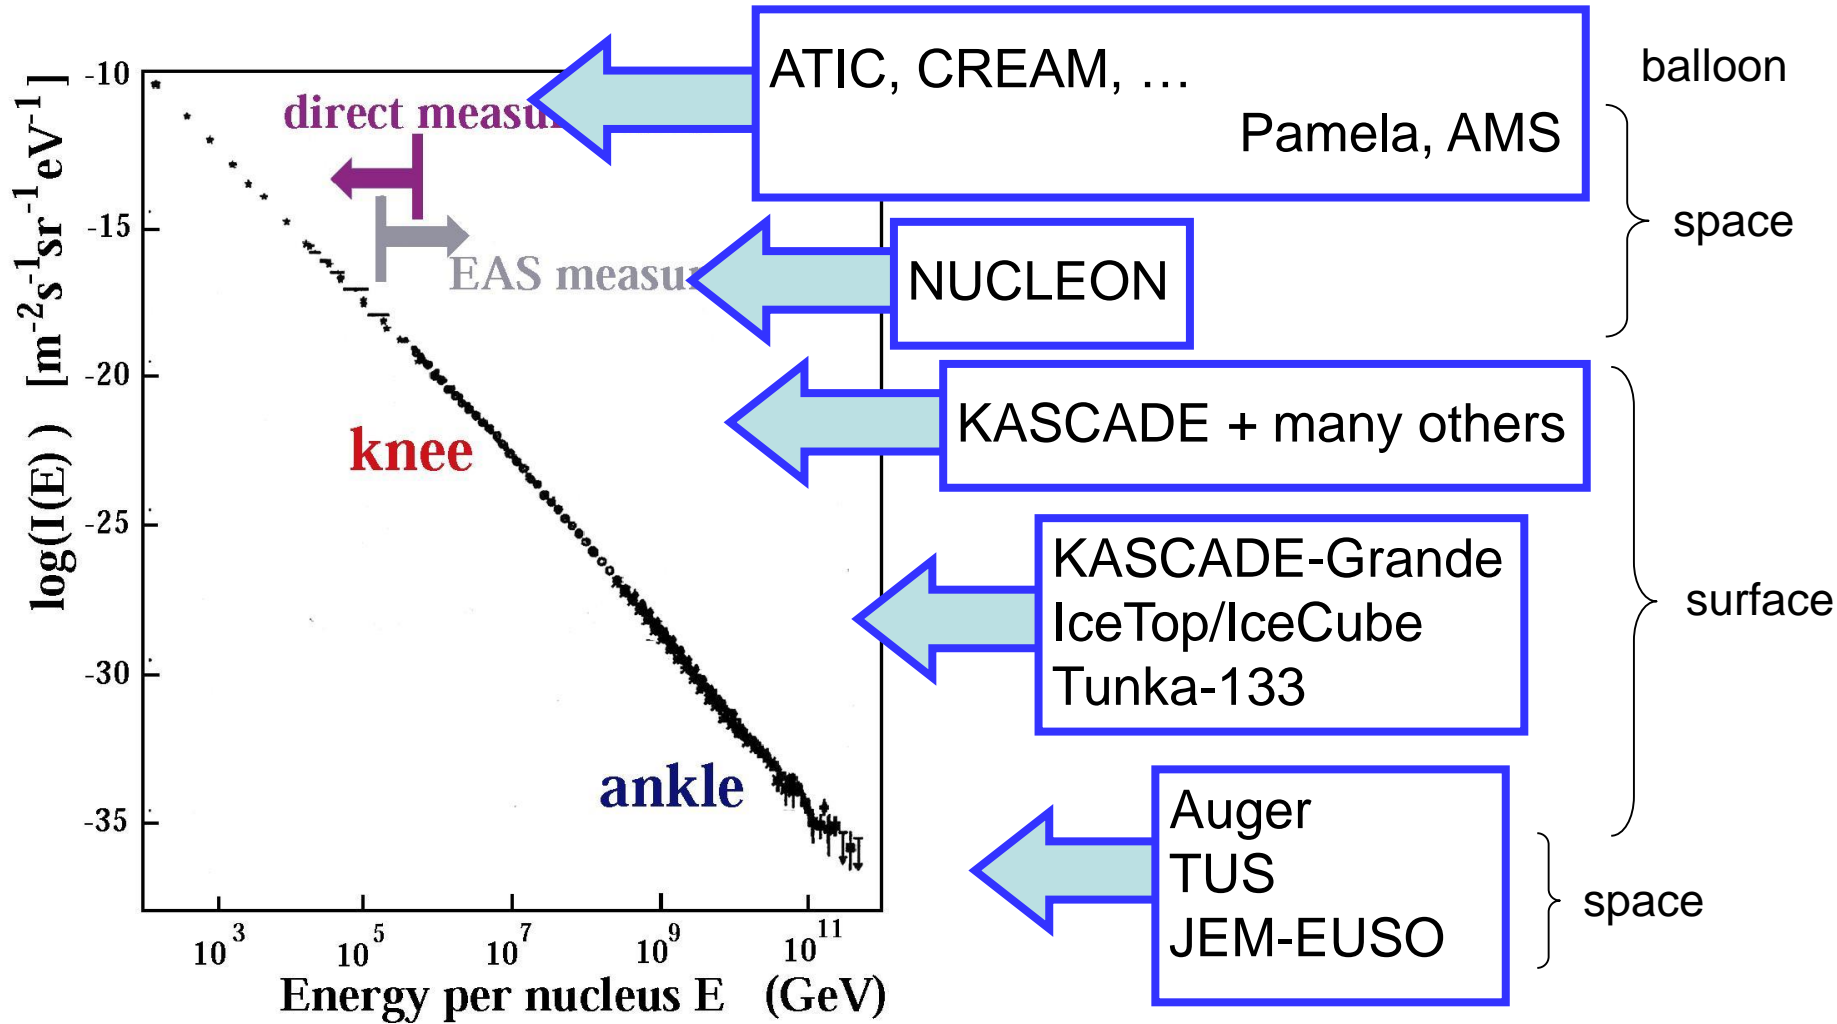 log(I(E)) [m-2s-1sr-1eV-1]
-10
-15
-20
-25
-30
-35
direct measu
EAS measu
knee
ankle
10^3
10^5
10^7
10^9
10^11
Energy per nucleus E (GeV)
ATIC, CREAM, …
Pamela, AMS
NUCLEON
KASCADE + many others
KASCADE-Grande
IceTop/IceCube
Tunka-133
Auger
TUS
JEM-EUSO
balloon
space
surface
space